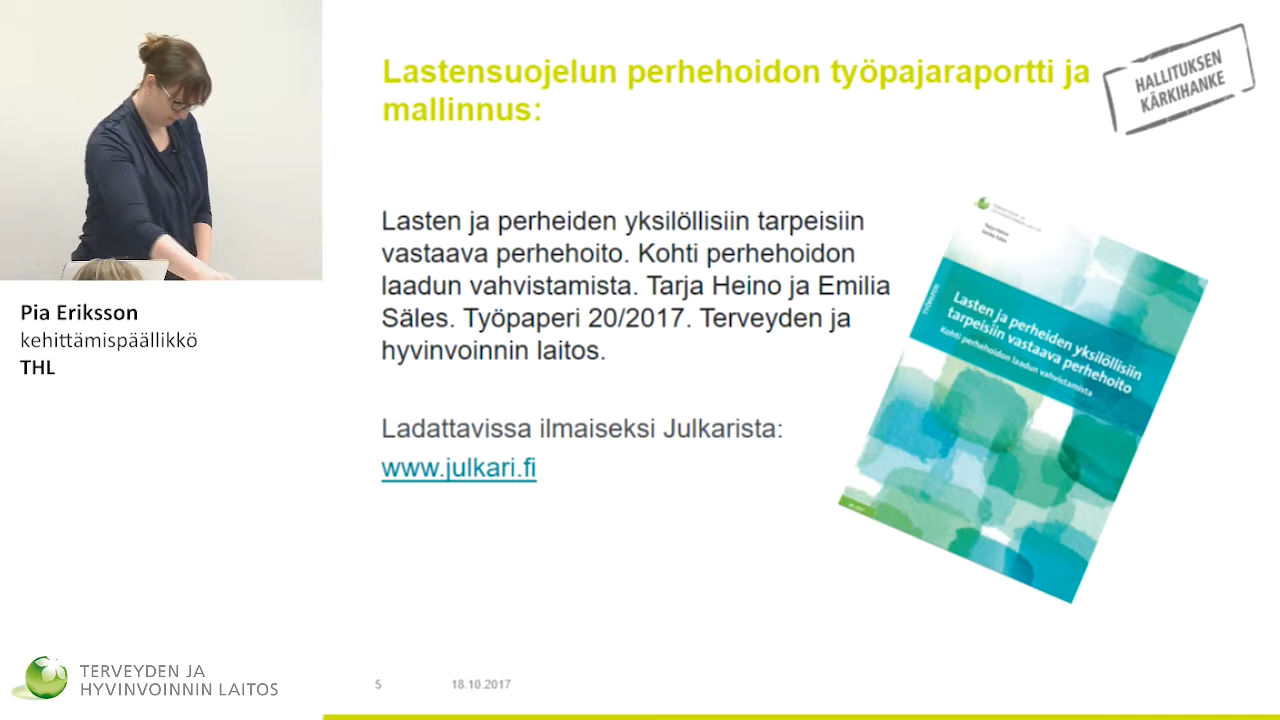 Lastensuojelun perhehoidon työpajaraportti ja
mallinnus:
HALLITUKSEN
KÄRKIHANKE
Lasten ja perheiden yksilöllisiin tarpeisiin
vastaava perhehoito. Kohti perhehoidon
laadun vahvistamista. Tarja Heino ja Emilia
Säles. Työpaperi 20/2017. Terveyden ja
hyvinvoinnin laitos.
Ladattavissa ilmaiseksi Julkarista:
www.julkari.fi
TYÖPAPERI
Lasten ja perheiden yksilöllisiin
tarpeisiin vastaava perhehoito
Kohti perhehoidon laadun vahvistamista
Pia Eriksson
kehittämispäällikkö
THL
TERVEYDEN JA
HYVINVOINNIN LAITOS
5
18.10.2017